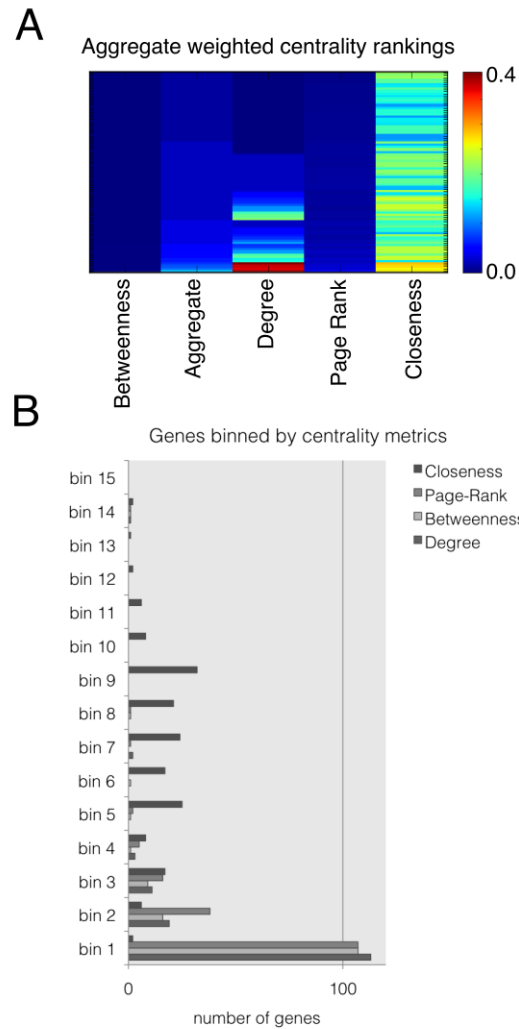 A
Aggregate weighted centrality rankings
0.4
0.0
Betweenness
Aggregate
Degree
Page Rank
Closeness
B
Genes binned by centrality metrics
Closeness
Page-Rank
Betweenness
Degree
bin 15
bin 14
bin 13
bin 12
bin 11
bin 10
bin 9
bin 8
bin 7
bin 6
bin 5
bin 4
bin 3
bin 2
bin 1
0
100
number of genes